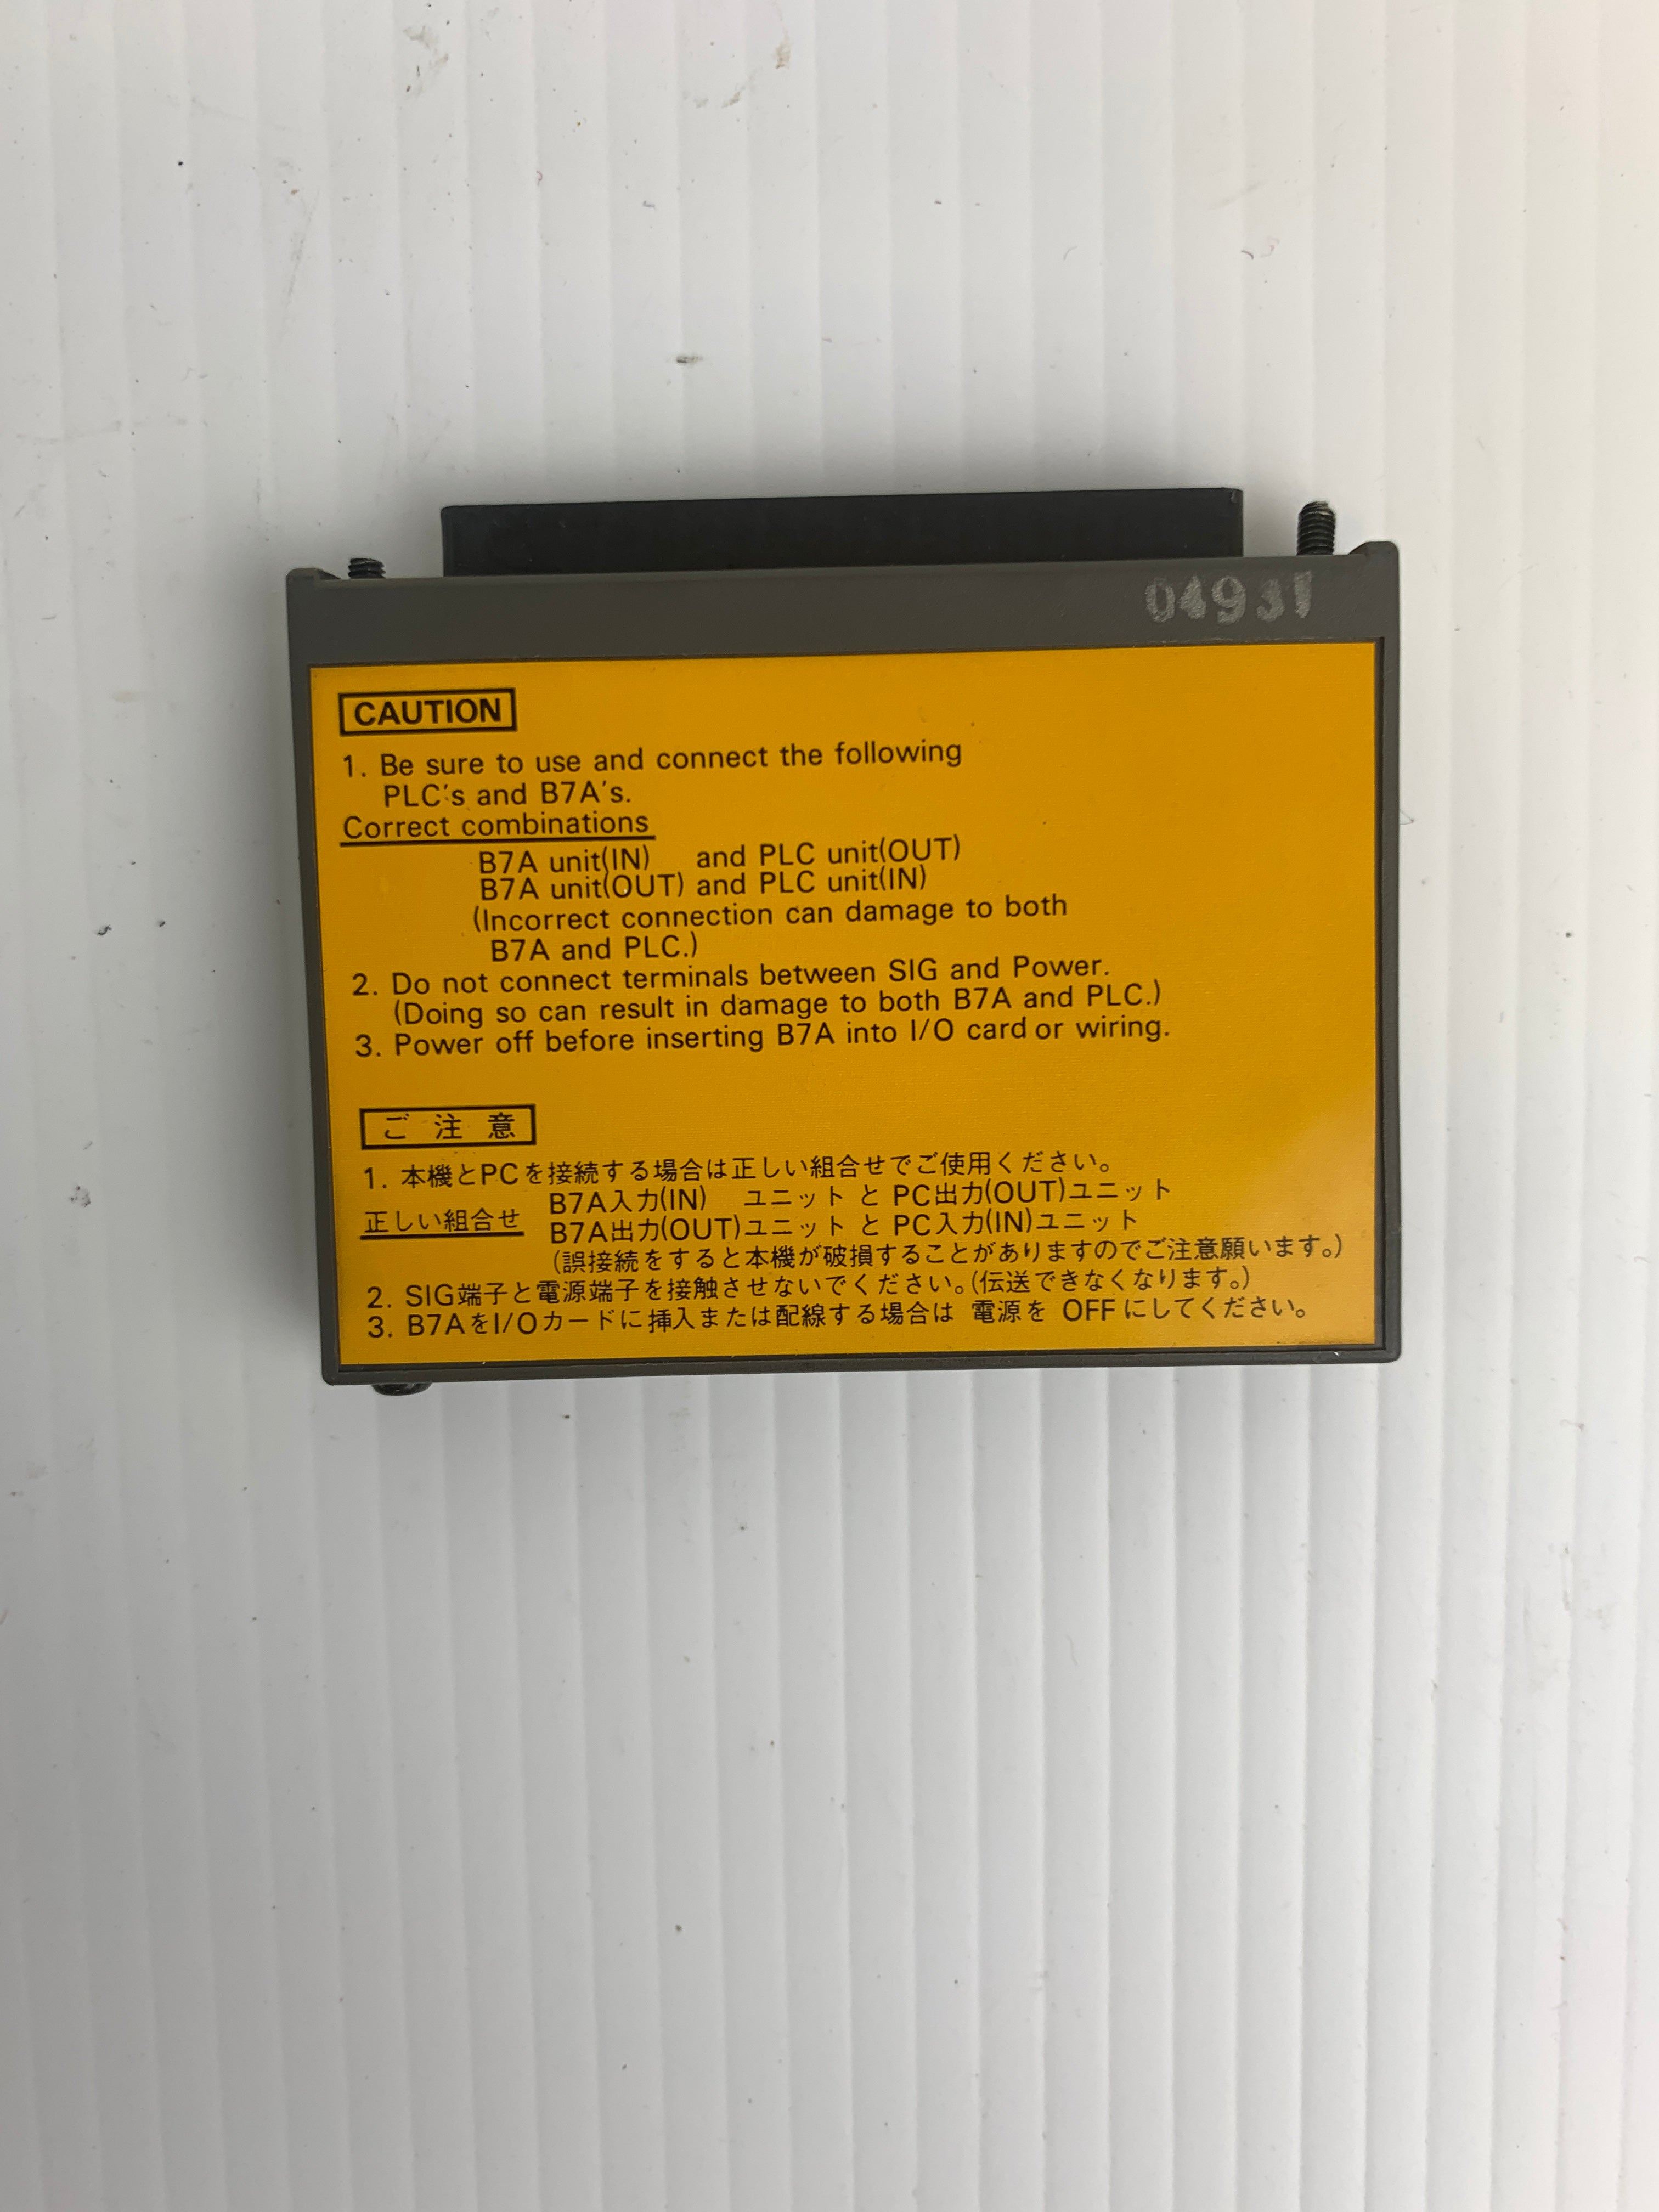 04931
CAUTION
1. Be sure to use and connect the following
PLC's and B7A's.
Correct combinations
B7A unit(IN) and PLC unit(OUT)
B7A unit(OUT) and PLC unit(IN)
(Incorrect connection can damage to both
B7A and PLC.)
2. Do not connect terminals between SIG and Power.
(Doing so can result in damage to both B7A and PLC.)
3. Power off before inserting B7A into I/O card or wiring.
ご注意
1. 本機とPCを接続する場合は正しい組合せでご使用ください。
B7A入力(IN) ユニット と PC出力(OUT)ユニット
正しい組合せ B7A出力(OUT)ユニット と PC入力(IN)ユニット
(誤接続をすると本機が破損することがありますのでご注意願います。)
2. SIG端子と電源端子を接触させないでください。(伝送できなくなります。)
3. B7AをI/Oカードに挿入または配線する場合は 電源を OFFにしてください。